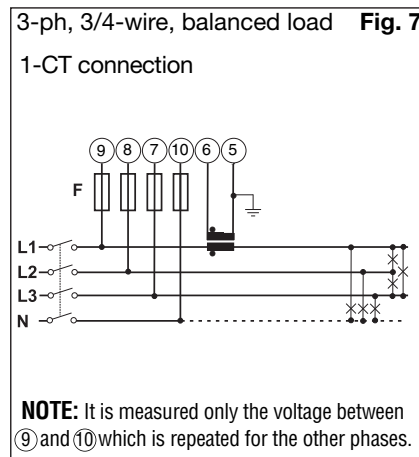 3-ph, 3/4-wire, balanced load Fig. 7
1-CT connection
9 8 7 10 6 5
F
L1
L2
L3
N
NOTE: It is measured only the voltage between
9 and 10 which is repeated for the other phases.